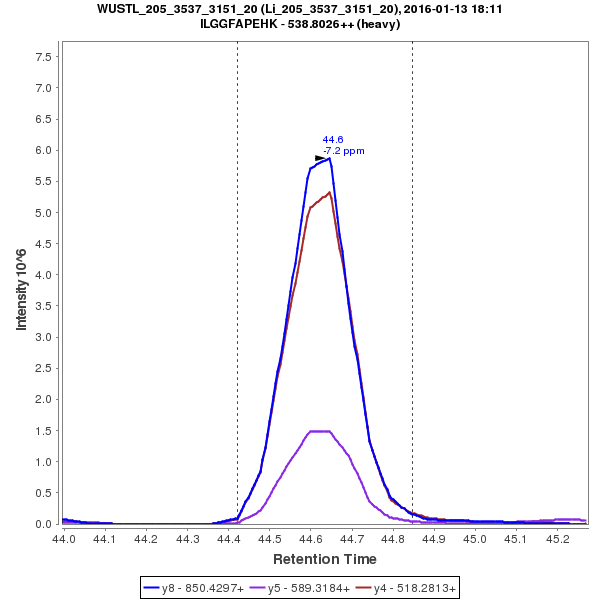 WUSTL_205_3537_3151_20 (Li_205_3537_3151_20), 2016-01-13 18:11
ILGGFAPEHK - 538.8026++ (heavy)
7.5
7.0
6.5
6.0
5.5
5.0
4.5
4.0
3.5
3.0
2.5
2.0
1.5
1.0
0.5
0.0
Intensity 10^6
44.6
-7.2 ppm
44.0 44.1 44.2 44.3 44.4 44.5 44.6 44.7 44.8 44.9 45.0 45.1 45.2
Retention Time
y8 - 850.4297+ y5 - 589.3184+ y4 - 518.2813+